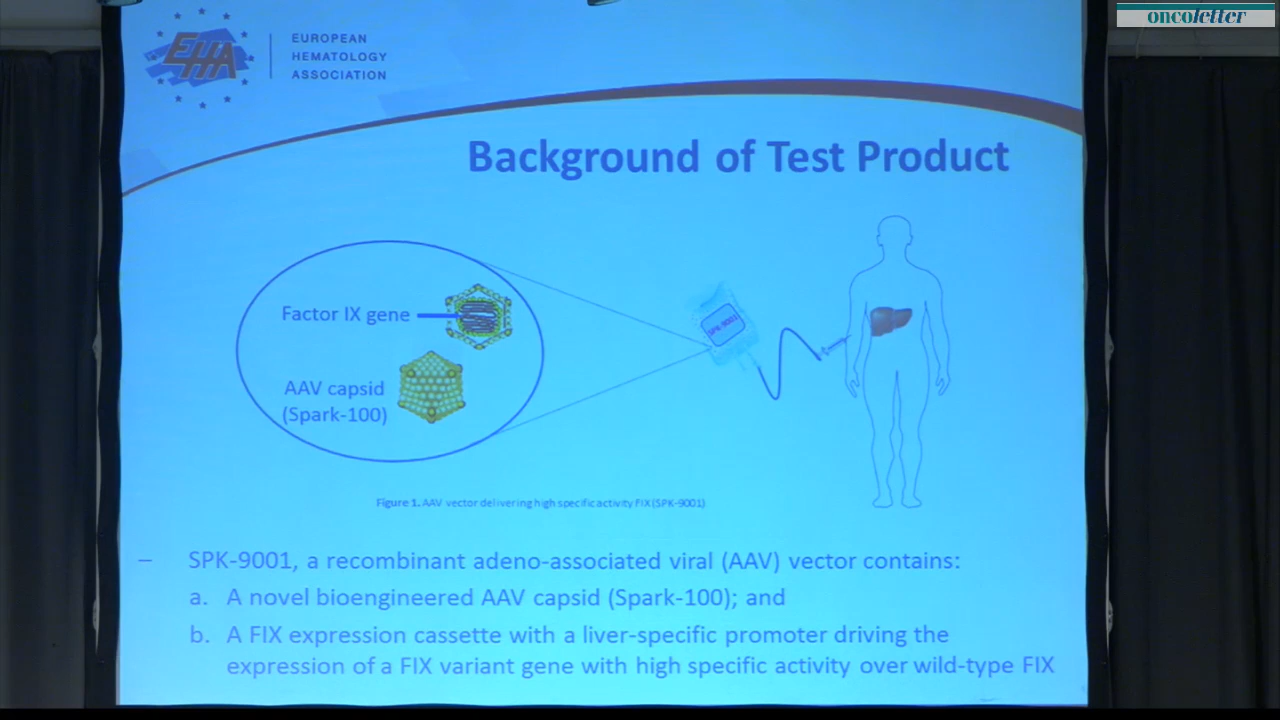 oncoletter
EHA
EUROPEAN
HEMATOLOGY
ASSOCIATION
Background of Test Product
Factor IX gene
AAV capsid
(Spark-100)
SPK-9001
Figure 1. AAV vector delivering high specific activity FIX (SPK-9001)
– SPK-9001, a recombinant adeno-associated viral (AAV) vector contains:
a. A novel bioengineered AAV capsid (Spark-100); and
b. A FIX expression cassette with a liver-specific promoter driving the
expression of a FIX variant gene with high specific activity over wild-type FIX